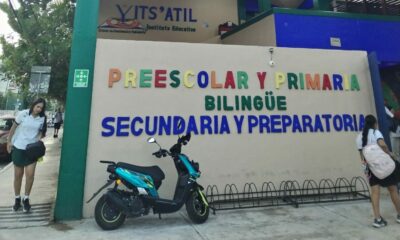 YITS'ATIL
Instituto Educativo
PREESCOLAR Y PRIMARIA
BILINGÜE
SECUNDARIA Y PREPARATORIA